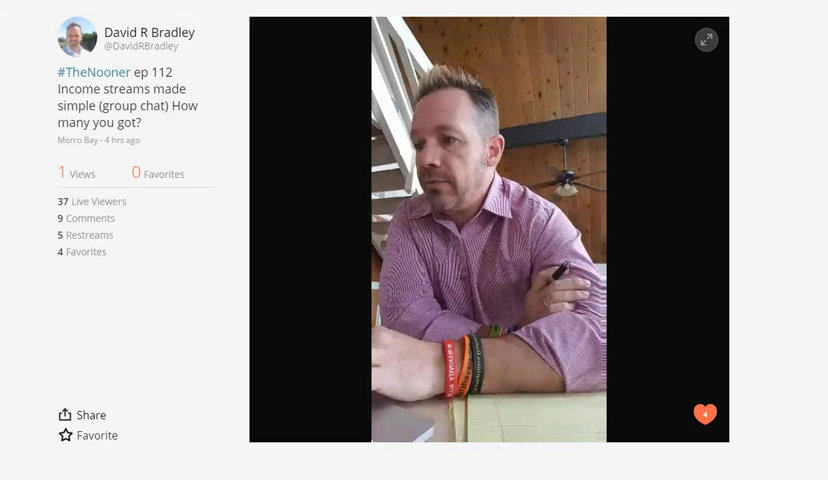 David R Bradley
@DavidRBradley
#TheNooner ep 112
Income streams made
simple (group chat) How
many you got?
Morro Bay - 4 hrs ago
1 Views 0 Favorites
37 Live Viewers
9 Comments
5 Restreams
4 Favorites
Share
Favorite
4